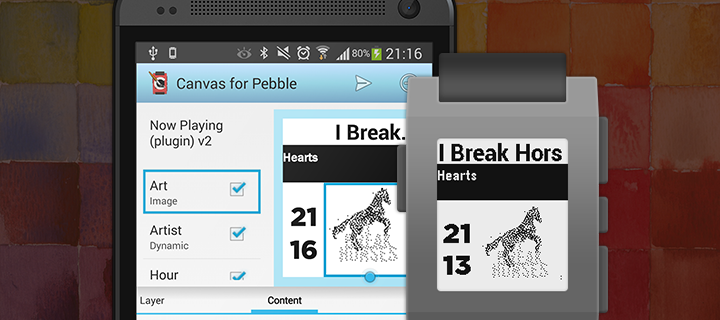 80% 21:16
Canvas for Pebble
Now Playing
(plugin) v2
Art
Image
Artist
Dynamic
Hour
Layer
Content
I Break.
Hearts
21
16
I Break Hors
Hearts
21
13